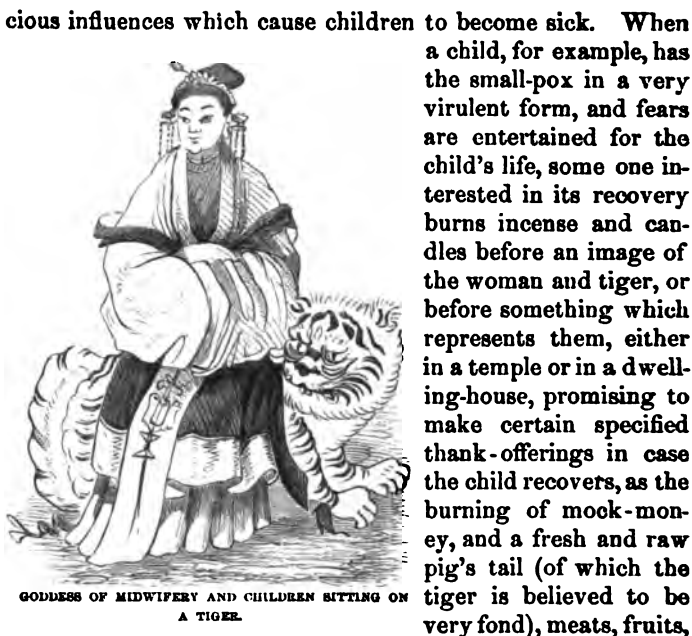 cious influences which cause children to become sick. When
a child, for example, has
the small-pox in a very
virulent form, and fears
are entertained for the
child's life, some one in-
terested in its recovery
burns incense and can-
dles before an image of
the woman and tiger, or
before something which
represents them, either
in a temple or in a dwell-
ing-house, promising to
make certain specified
thank-offerings in case
the child recovers, as the
burning of mock-mon-
ey, and a fresh and raw
pig's tail (of which the
tiger is believed to be
very fond), meats, fruits,
GODDESS OF MIDWIFERY AND CHILDREN SITTING ON
A TIGER.